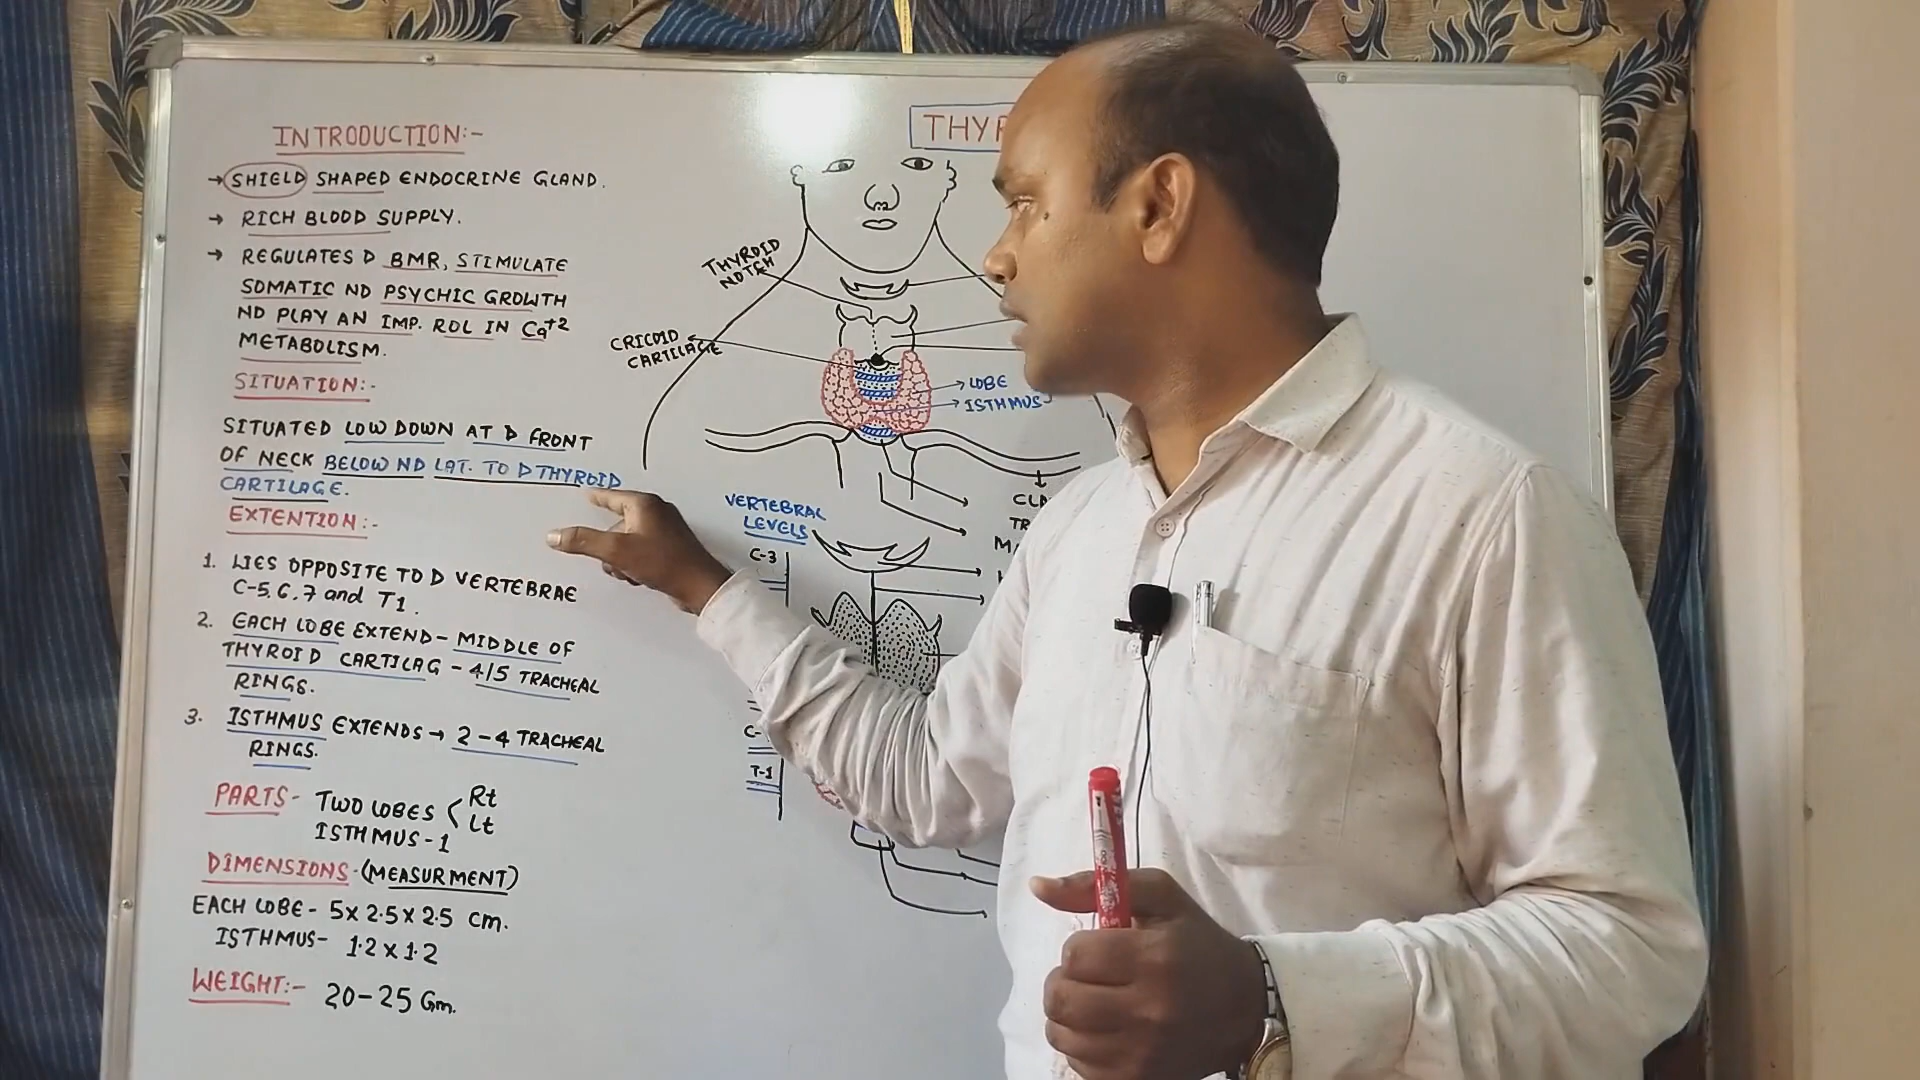 INTRODUCTION:-
→ SHIELD SHAPED ENDOCRINE GLAND.
→ RICH BLOOD SUPPLY.
→ REGULATES D BMR, STIMULATE
SOMATIC ND PSYCHIC GROWTH
ND PLAY AN IMP. ROL IN Ca+2
METABOLISM.
SITUATION:-
SITUATED LOW DOWN AT D FRONT
OF NECK BELOW ND LAT. TO D THYROID
CARTILAGE.
EXTENTION:-
1. LIES OPPOSITE TO D VERTEBRAE
C-5, 6, 7 and T1.
2. EACH LOBE EXTEND - MIDDLE OF
THYROID CARTILAG - 4/5 TRACHEAL
RINGS.
3. ISTHMUS EXTENDS → 2-4 TRACHEAL
RINGS.
PARTS- TWO LOBES < Rt
Lt
ISTHMUS-1
DIMENSIONS-(MEASURMENT)
EACH LOBE - 5x 2.5 x 2.5 cm.
ISTHMUS- 1.2 x 1.2
WEIGHT:- 20-25 Gm.
THYR
THYROID
NOTCH
CRICOID
CARTILAGE
LOBE
ISTHMUS
CLA
TR
MA
VERTEBRAL
LEVELS
C-3
C-
T-1